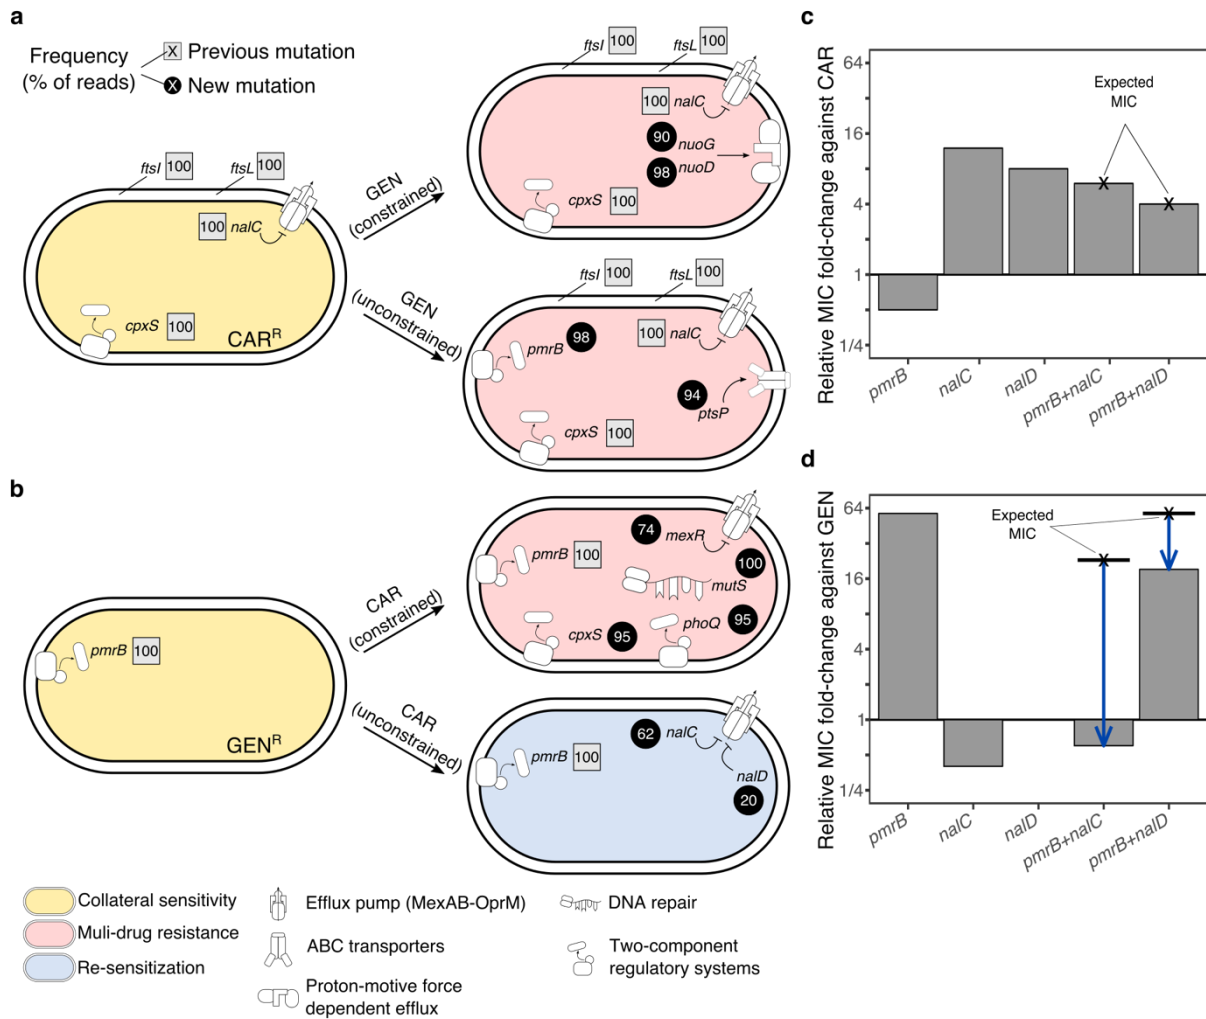 a
Frequency
(% of reads)
X Previous mutation
X New mutation
ftsI 100
ftsL 100
100 nalC
cpxS 100
CAR^R
GEN
(constrained)
GEN
(unconstrained)
ftsI 100
ftsL 100
100 nalC
90 nuoG
98 nuoD
cpxS 100
ftsI 100
ftsL 100
pmrB 98
100 nalC
94 ptsP
cpxS 100
b
pmrB 100
GEN^R
CAR
(constrained)
CAR
(unconstrained)
74 mexR
pmrB 100
100 mutS
phoQ 95
cpxS 95
62 nalC
pmrB 100
nalD
20
Collateral sensitivity
Muli-drug resistance
Re-sensitization
Efflux pump (MexAB-OprM)
ABC transporters
Proton-motive force
dependent efflux
DNA repair
Two-component
regulatory systems
c
Relative MIC fold-change against CAR
64
16
4
1
1/4
Expected
MIC
X X
pmrB
nalC
nalD
pmrB+nalC
pmrB+nalD
d
Relative MIC fold-change against GEN
64
16
4
1
1/4
Expected
MIC
X X
pmrB
nalC
nalD
pmrB+nalC
pmrB+nalD